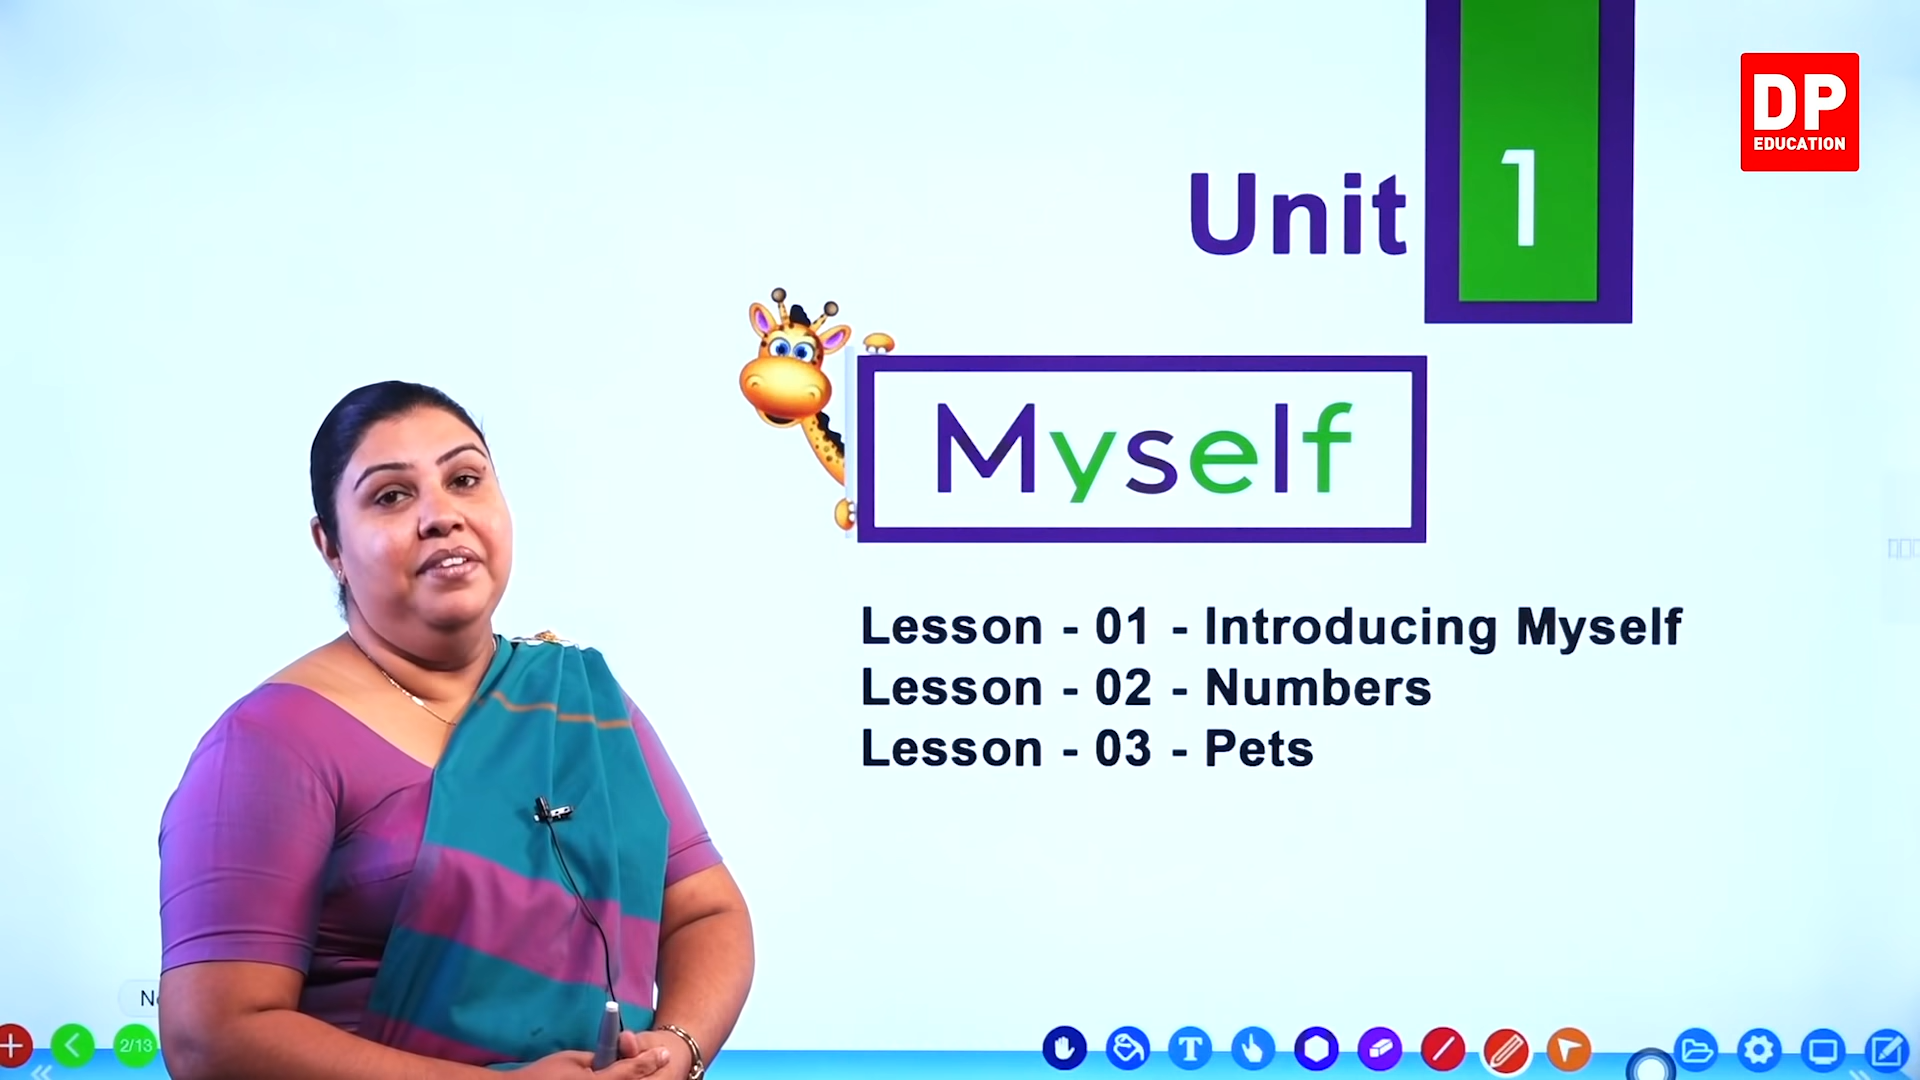 DP
EDUCATION
Unit 1
Myself
Lesson - 01 - Introducing Myself
Lesson - 02 - Numbers
Lesson - 03 - Pets
2/13
T